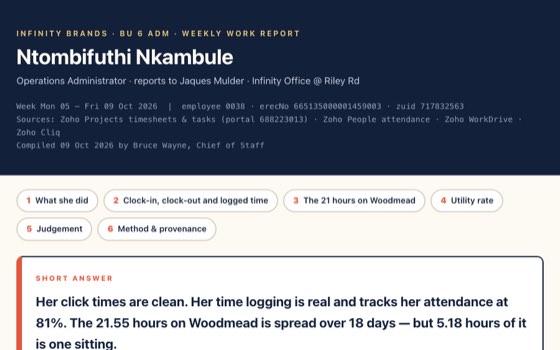 INFINITY BRANDS · BU 6 ADM · WEEKLY WORK REPORT
Ntombifuthi Nkambule
Operations Administrator · reports to Jaques Mulder · Infinity Office @ Riley Rd
Week Mon 05 – Fri 09 Oct 2026 | employee 0038 · erecNo 665135000001459003 · zuid 717832563
Sources: Zoho Projects timesheets & tasks (portal 688223013) · Zoho People attendance · Zoho WorkDrive ·
Zoho Cliq
Compiled 09 Oct 2026 by Bruce Wayne, Chief of Staff
1 What she did
2 Clock-in, clock-out and logged time
3 The 21 hours on Woodmead
4 Utility rate
5 Judgement
6 Method & provenance
SHORT ANSWER
Her click times are clean. Her time logging is real and tracks her attendance at
81%. The 21.55 hours on Woodmead is spread over 18 days — but 5.18 hours of it
is one sitting.